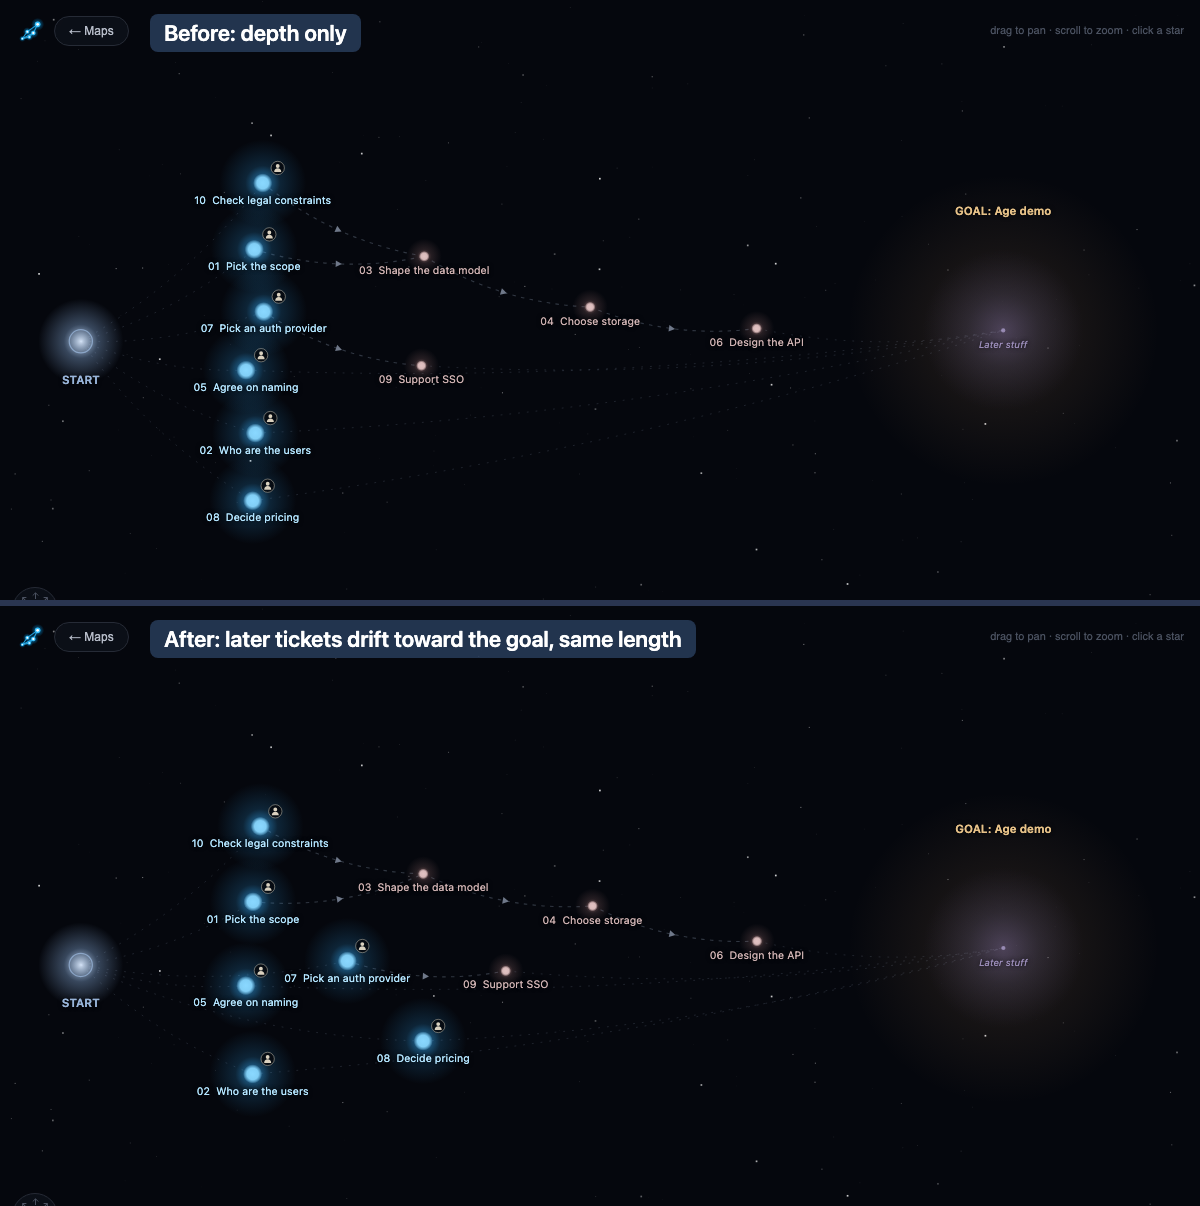 ← Maps
Before: depth only
drag to pan · scroll to zoom · click a star
10 Check legal constraints
GOAL: Age demo
01 Pick the scope
03 Shape the data model
04 Choose storage
07 Pick an auth provider
06 Design the API
Later stuff
START
09 Support SSO
05 Agree on naming
02 Who are the users
08 Decide pricing
← Maps
After: later tickets drift toward the goal, same length
drag to pan · scroll to zoom · click a star
GOAL: Age demo
10 Check legal constraints
03 Shape the data model
01 Pick the scope
04 Choose storage
06 Design the API
Later stuff
07 Pick an auth provider
09 Support SSO
START
05 Agree on naming
08 Decide pricing
02 Who are the users